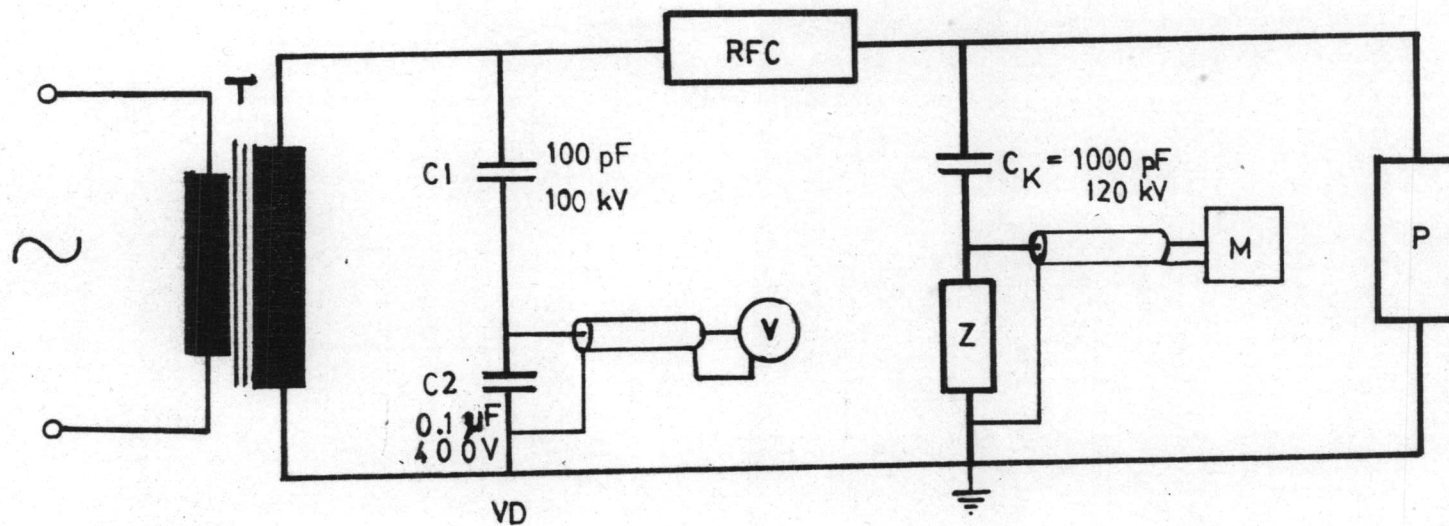 T
RFC
C1
100 pF
100 kV
C2
0.1 µF
400V
VD
V
CK = 1000 pF
120 kV
Z
M
P